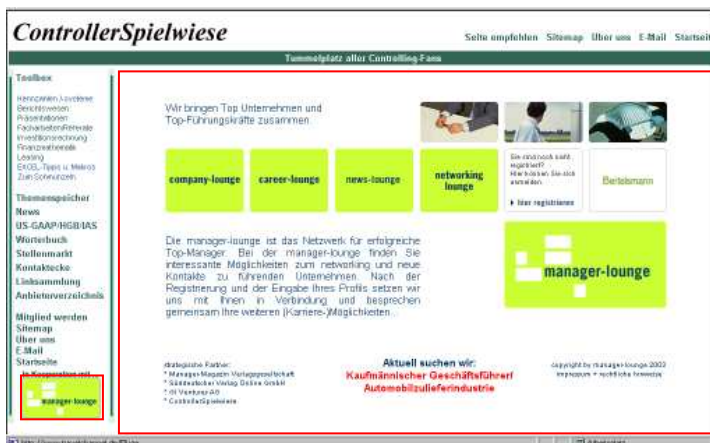 ControllerSpielwiese
Seite empfehlen Sitemap Über uns E-Mail Startseit
Tummelplatz aller Controlling-Fans
Toolbox
Kennzahlen /-systeme
Berichtswesen
Präsentationen
Facharbeiten/Referate
Investitionsrechnung
Finanzmathematik
Leasing
EXCEL-Tipps u. Makros
Zum Schmunzeln
Themenspeicher
News
US-GAAP/HGB/IAS
Wörterbuch
Stellenmarkt
Kontaktecke
Linksammlung
Anbieterverzeichnis
Mitglied werden
Sitemap
Über uns
E-Mail
Startseite
In Kooperation mit
manager-lounge
Wir bringen Top Unternehmen und
Top-Führungskräfte zusammen.
company-lounge
career-lounge
news-lounge
networking
lounge
Sie sind noch nicht
registriert?
Hier können Sie sich
anmelden.
hier registrieren
Bertelsmann
Die manager-lounge ist das Netzwerk für erfolgreiche
Top-Manager. Bei der manager-lounge finden Sie
interessante Möglichkeiten zum networking und neue
Kontakte zu führenden Unternehmen. Nach der
Registrierung und der Eingabe Ihres Profils setzen wir
uns mit Ihnen in Verbindung und besprechen
gemeinsam Ihre weiteren (Karriere-)Möglichkeiten.
manager-lounge
strategische Partner:
* Manager-Magazin Verlagsgesellschaft
* Süddeutscher Verlag Online GmbH
* GI Ventures AG
* ControllerSpielwiese
Aktuell suchen wir:
Kaufmännischer Geschäftsführer/
Automobilzulieferindustrie
copyright by manager-lounge 2003
impressum + rechtliche hinweise